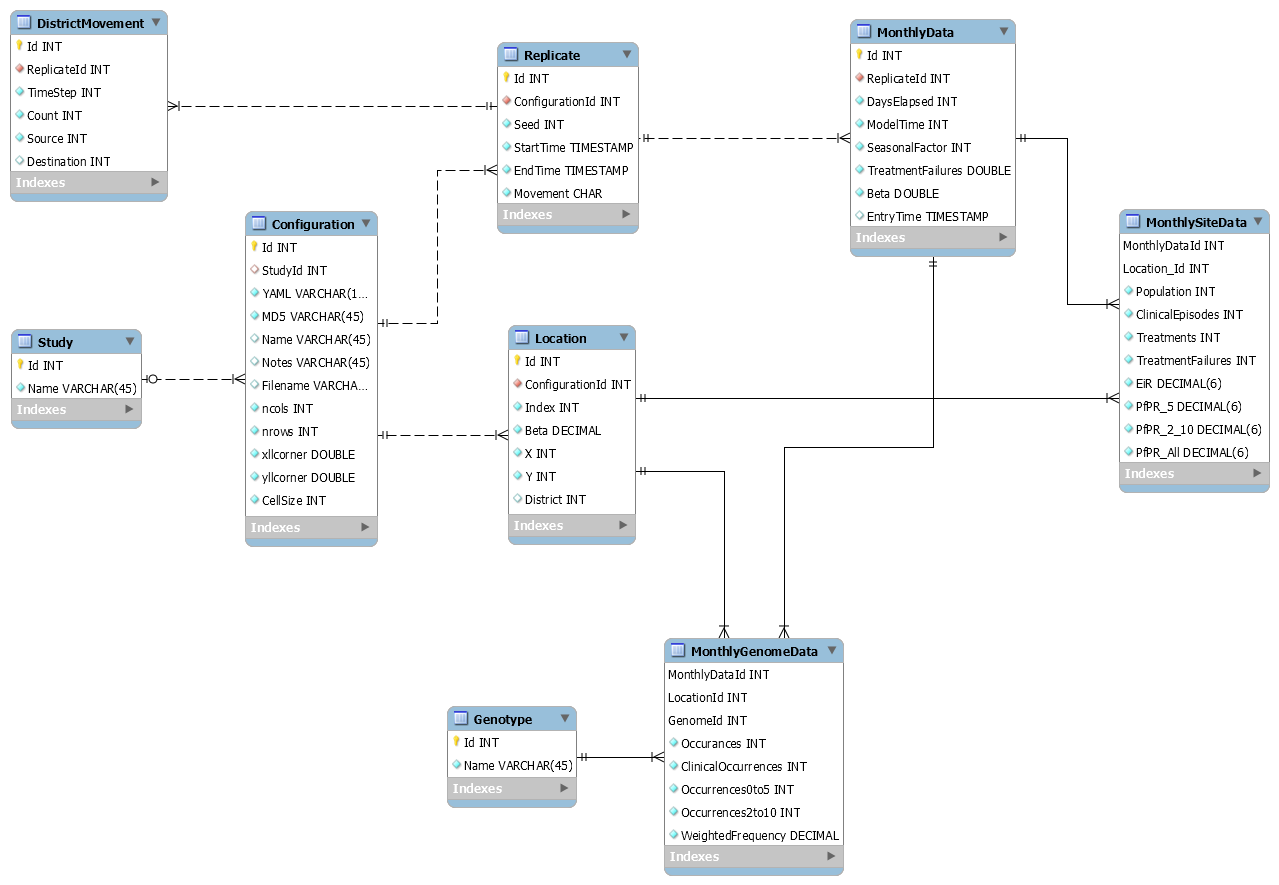 DistrictMovement
Id INT
ReplicateId INT
TimeStep INT
Count INT
Source INT
Destination INT
Indexes
Replicate
Id INT
ConfigurationId INT
Seed INT
StartTime TIMESTAMP
EndTime TIMESTAMP
Movement CHAR
Indexes
MonthlyData
Id INT
ReplicateId INT
DaysElapsed INT
ModelTime INT
SeasonalFactor INT
TreatmentFailures DOUBLE
Beta DOUBLE
EntryTime TIMESTAMP
Indexes
MonthlySiteData
MonthlyDataId INT
Location_Id INT
Population INT
ClinicalEpisodes INT
Treatments INT
TreatmentFailures INT
EiR DECIMAL(6)
PfPR_5 DECIMAL(6)
PfPR_2_10 DECIMAL(6)
PfPR_All DECIMAL(6)
Indexes
Configuration
Id INT
StudyId INT
YAML VARCHAR(1...
MD5 VARCHAR(45)
Name VARCHAR(45)
Notes VARCHAR(45)
Filename VARCHA...
ncols INT
nrows INT
xllcorner DOUBLE
yllcorner DOUBLE
CellSize INT
Indexes
Study
Id INT
Name VARCHAR(45)
Indexes
Location
Id INT
ConfigurationId INT
Index INT
Beta DECIMAL
X INT
Y INT
District INT
Indexes
Genotype
Id INT
Name VARCHAR(45)
Indexes
MonthlyGenomeData
MonthlyDataId INT
LocationId INT
GenomeId INT
Occurances INT
ClinicalOccurrences INT
Occurrences0to5 INT
Occurrences2to10 INT
WeightedFrequency DECIMAL
Indexes